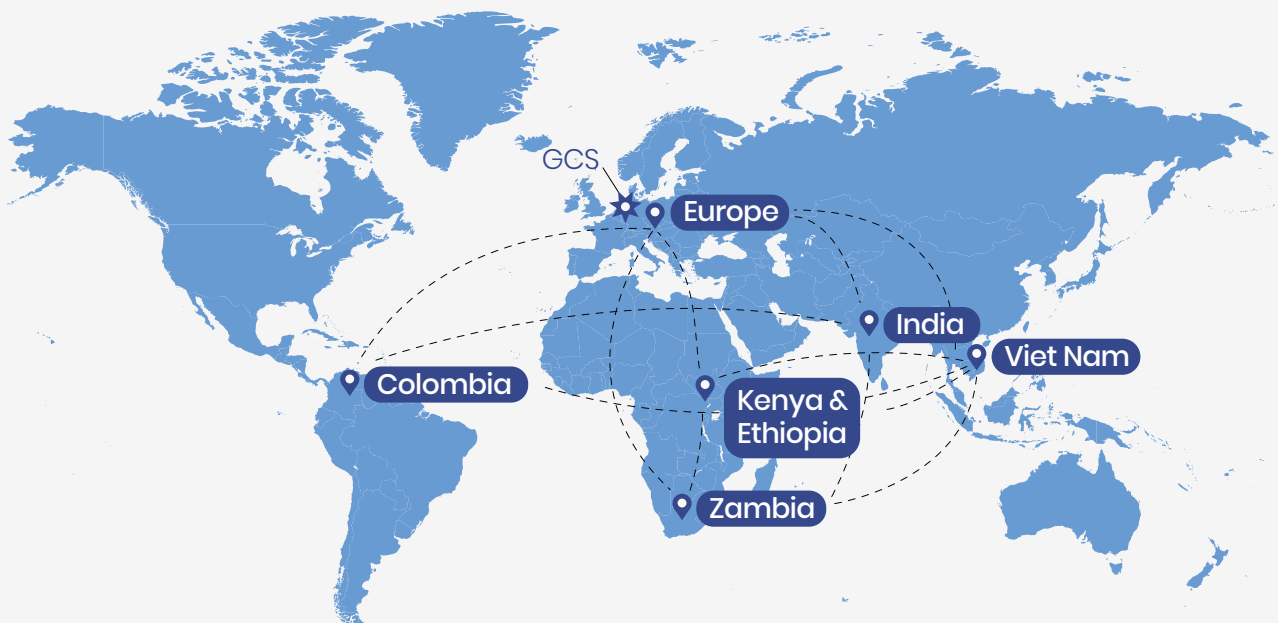 GCS
Europe
India
Viet Nam
Colombia
Kenya &
Ethiopia
Zambia